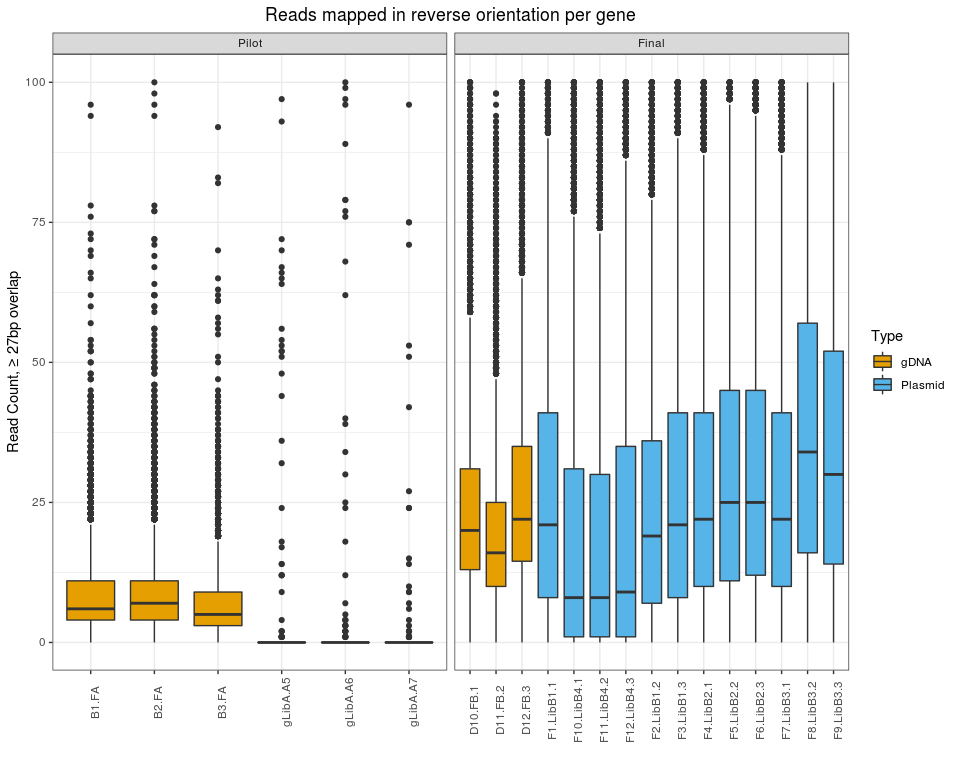 Reads mapped in reverse orientation per gene
Pilot
Final
Read Count, ≥ 27bp overlap
100
75
50
25
0
B1.FA
B2.FA
B3.FA
gLibA.A5
gLibA.A6
gLibA.A7
D10.FB.1
D11.FB.2
D12.FB.3
F1.LibB1.1
F10.LibB4.1
F11.LibB4.2
F12.LibB4.3
F2.LibB1.2
F3.LibB1.3
F4.LibB2.1
F5.LibB2.2
F6.LibB2.3
F7.LibB3.1
F8.LibB3.2
F9.LibB3.3
Type
gDNA
Plasmid